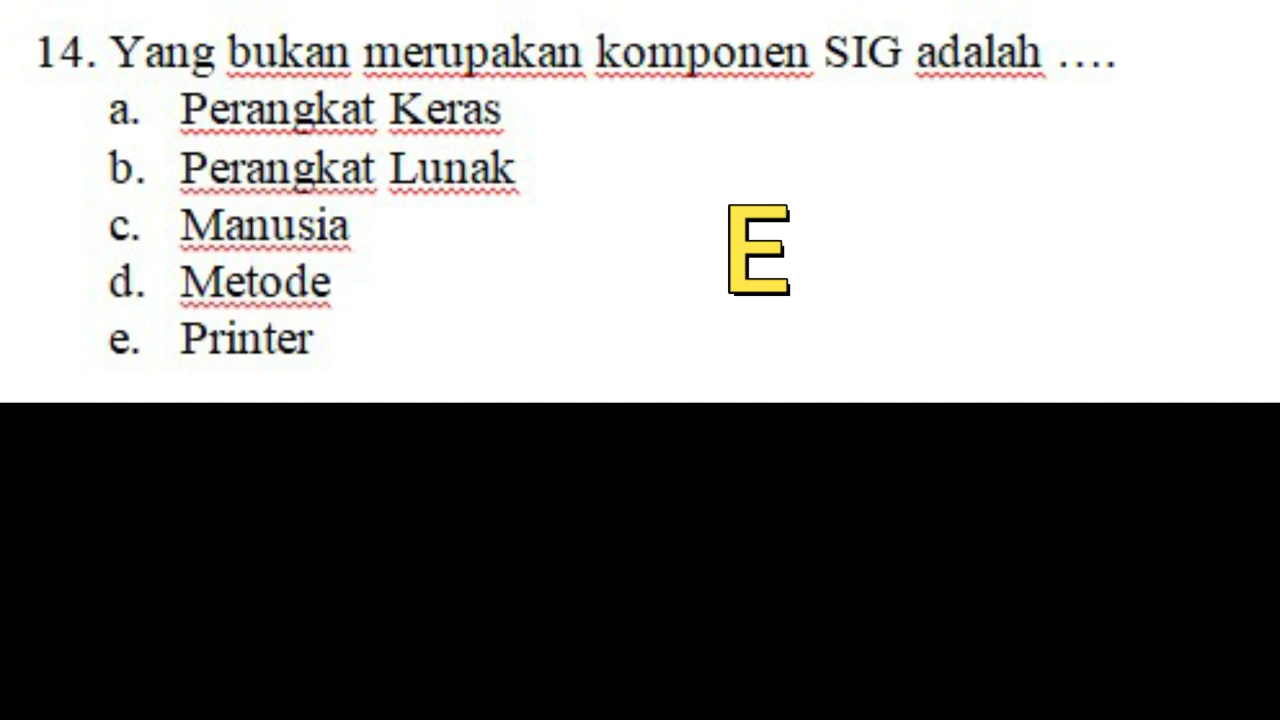 14. Yang bukan merupakan komponen SIG adalah ....
a. Perangkat Keras
b. Perangkat Lunak
c. Manusia
E
d. Metode
e. Printer